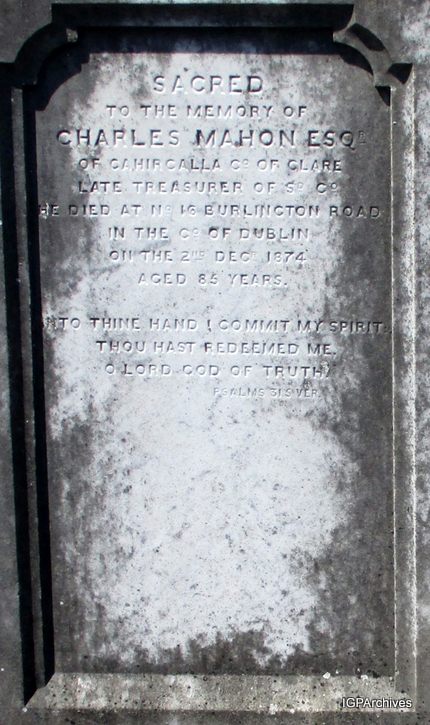 SACRED
TO THE MEMORY OF
CHARLES MAHON ESQR
OF CAHIRCALLA CO OF CLARE
LATE TREASURER OF SD CO
HE DIED AT NO 16 BURLINGTON ROAD
IN THE CO OF DUBLIN
ON THE 2ND DECR 1874
AGED 85 YEARS.
INTO THINE HAND I COMMIT MY SPIRIT:
THOU HAST REDEEMED ME,
O LORD GOD OF TRUTH.
PSALMS 31.5 VER.
IGPArchives